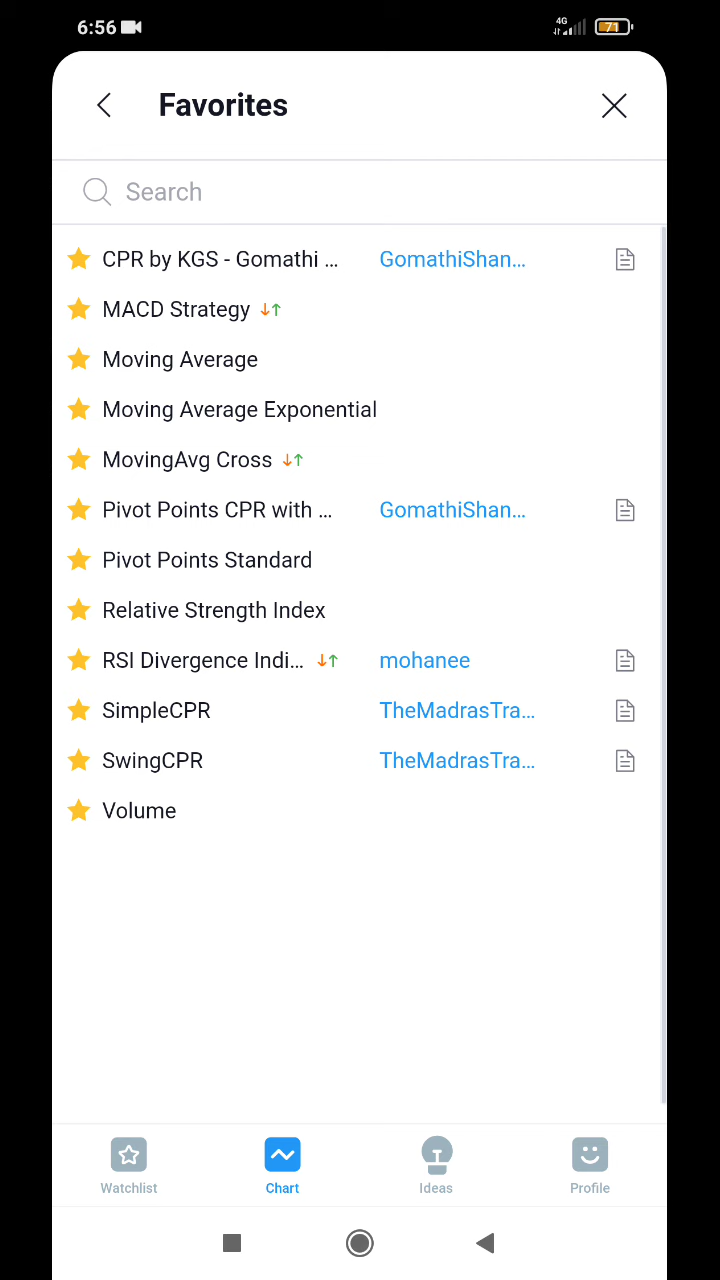 6:56 4G 71
Favorites
Search
CPR by KGS - Gomathi ... GomathiShan...
MACD Strategy
Moving Average
Moving Average Exponential
MovingAvg Cross
Pivot Points CPR with ... GomathiShan...
Pivot Points Standard
Relative Strength Index
RSI Divergence Indi... mohanee
SimpleCPR TheMadrasTra...
SwingCPR TheMadrasTra...
Volume
Watchlist Chart Ideas Profile